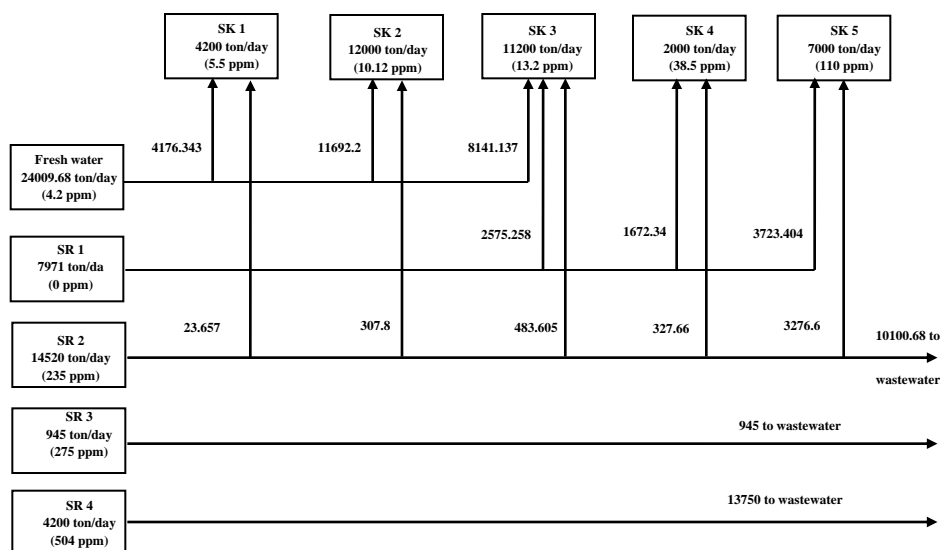 SK 1
4200 ton/day
(5.5 ppm)
SK 2
12000 ton/day
(10.12 ppm)
SK 3
11200 ton/day
(13.2 ppm)
SK 4
2000 ton/day
(38.5 ppm)
SK 5
7000 ton/day
(110 ppm)
4176.343
11692.2
8141.137
Fresh water
24009.68 ton/day
(4.2 ppm)
2575.258
1672.34
3723.404
SR 1
7971 ton/da
(0 ppm)
23.657
307.8
483.605
327.66
3276.6
10100.68 to
wastewater
SR 2
14520 ton/day
(235 ppm)
SR 3
945 ton/day
(275 ppm)
945 to wastewater
SR 4
4200 ton/day
(504 ppm)
13750 to wastewater